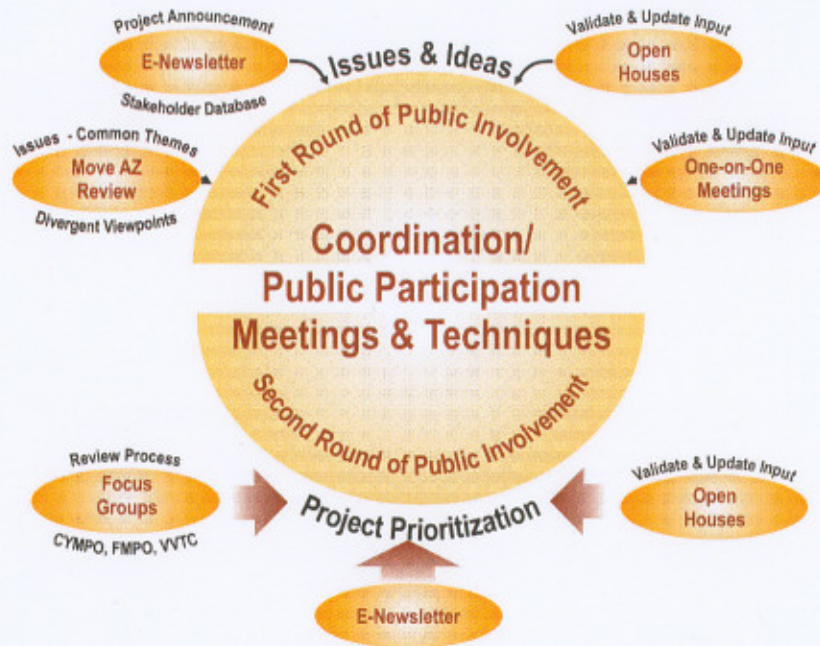 Project Announcement
E-Newsletter
Stakeholder Database
Issues & Ideas
Validate & Update Input
Open
Houses
Issues - Common Themes
Move AZ
Review
Divergent Viewpoints
First Round of Public Involvement
Validate & Update Input
One-on-One
Meetings
Coordination/
Public Participation
Meetings & Techniques
Second Round of Public Involvement
Review Process
Focus
Groups
CYMPO, FMPO, VVTC
Project Prioritization
Validate & Update Input
Open
Houses
E-Newsletter